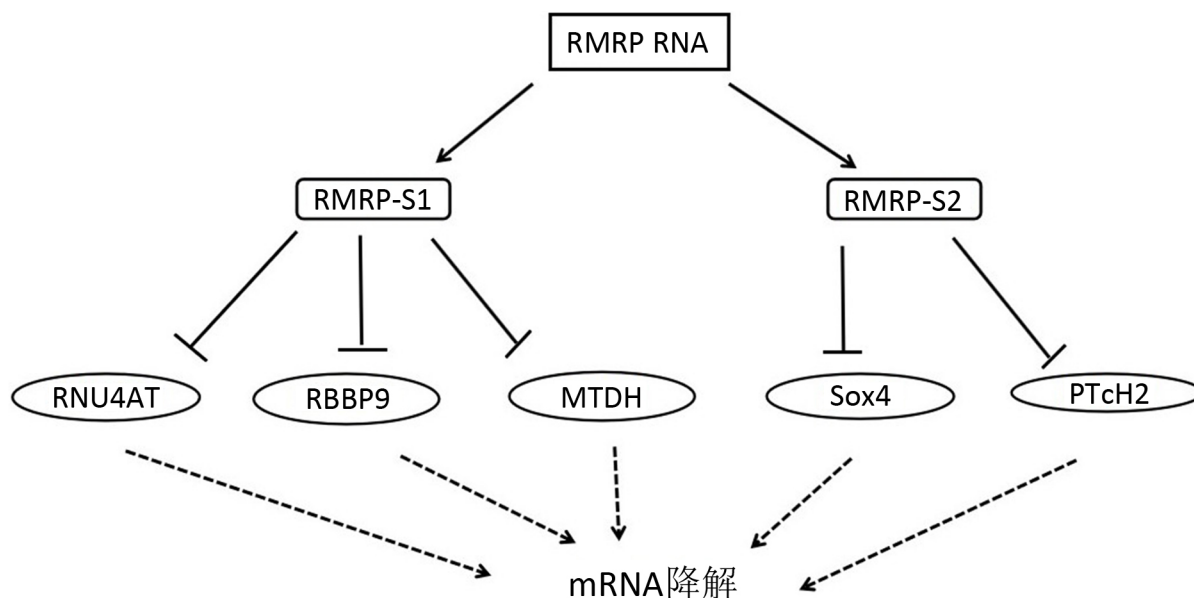 RMRP RNA
RMRP-S1
RMRP-S2
RNU4AT
RBBP9
MTDH
Sox4
PTcH2
mRNA降解